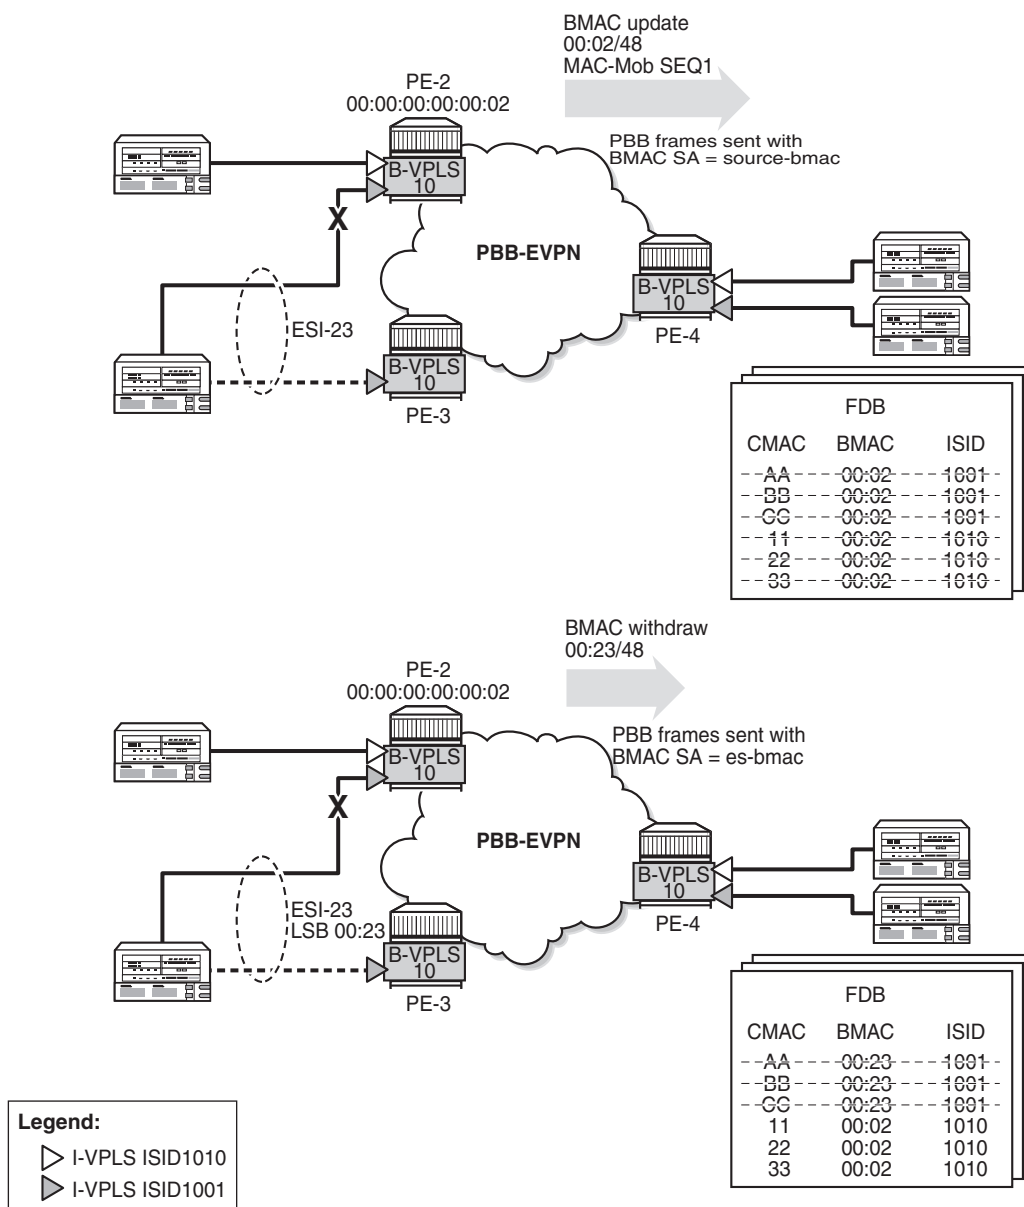 BMAC update
00:02/48
MAC-Mob SEQ1
PE-2
00:00:00:00:00:02
PBB frames sent with
BMAC SA = source-bmac
B-VPLS
10
X
PBB-EVPN
B-VPLS
10
ESI-23
PE-4
B-VPLS
10
PE-3
FDB
CMAC BMAC ISID
AA 00:02 1001
BB 00:02 1001
CC 00:02 1001
11 00:02 1010
22 00:02 1010
33 00:02 1010
BMAC withdraw
00:23/48
PE-2
00:00:00:00:00:02
PBB frames sent with
BMAC SA = es-bmac
B-VPLS
10
X
PBB-EVPN
B-VPLS
10
ESI-23
LSB 00:23
PE-4
B-VPLS
10
PE-3
FDB
CMAC BMAC ISID
AA 00:23 1001
BB 00:23 1001
CC 00:23 1001
11 00:02 1010
22 00:02 1010
33 00:02 1010
Legend:
I-VPLS ISID1010
I-VPLS ISID1001